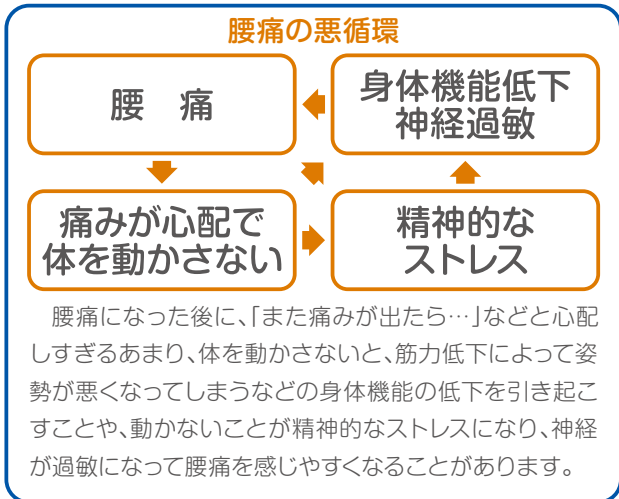 腰痛の悪循環
腰　痛
身体機能低下
神経過敏
痛みが心配で
体を動かさない
精神的な
ストレス
　腰痛になった後に、「また痛みが出たら…」などと心配
しすぎるあまり、体を動かさないと、筋力低下によって姿
勢が悪くなってしまうなどの身体機能の低下を引き起こ
すことや、動かないことが精神的なストレスになり、神経
が過敏になって腰痛を感じやすくなることがあります。